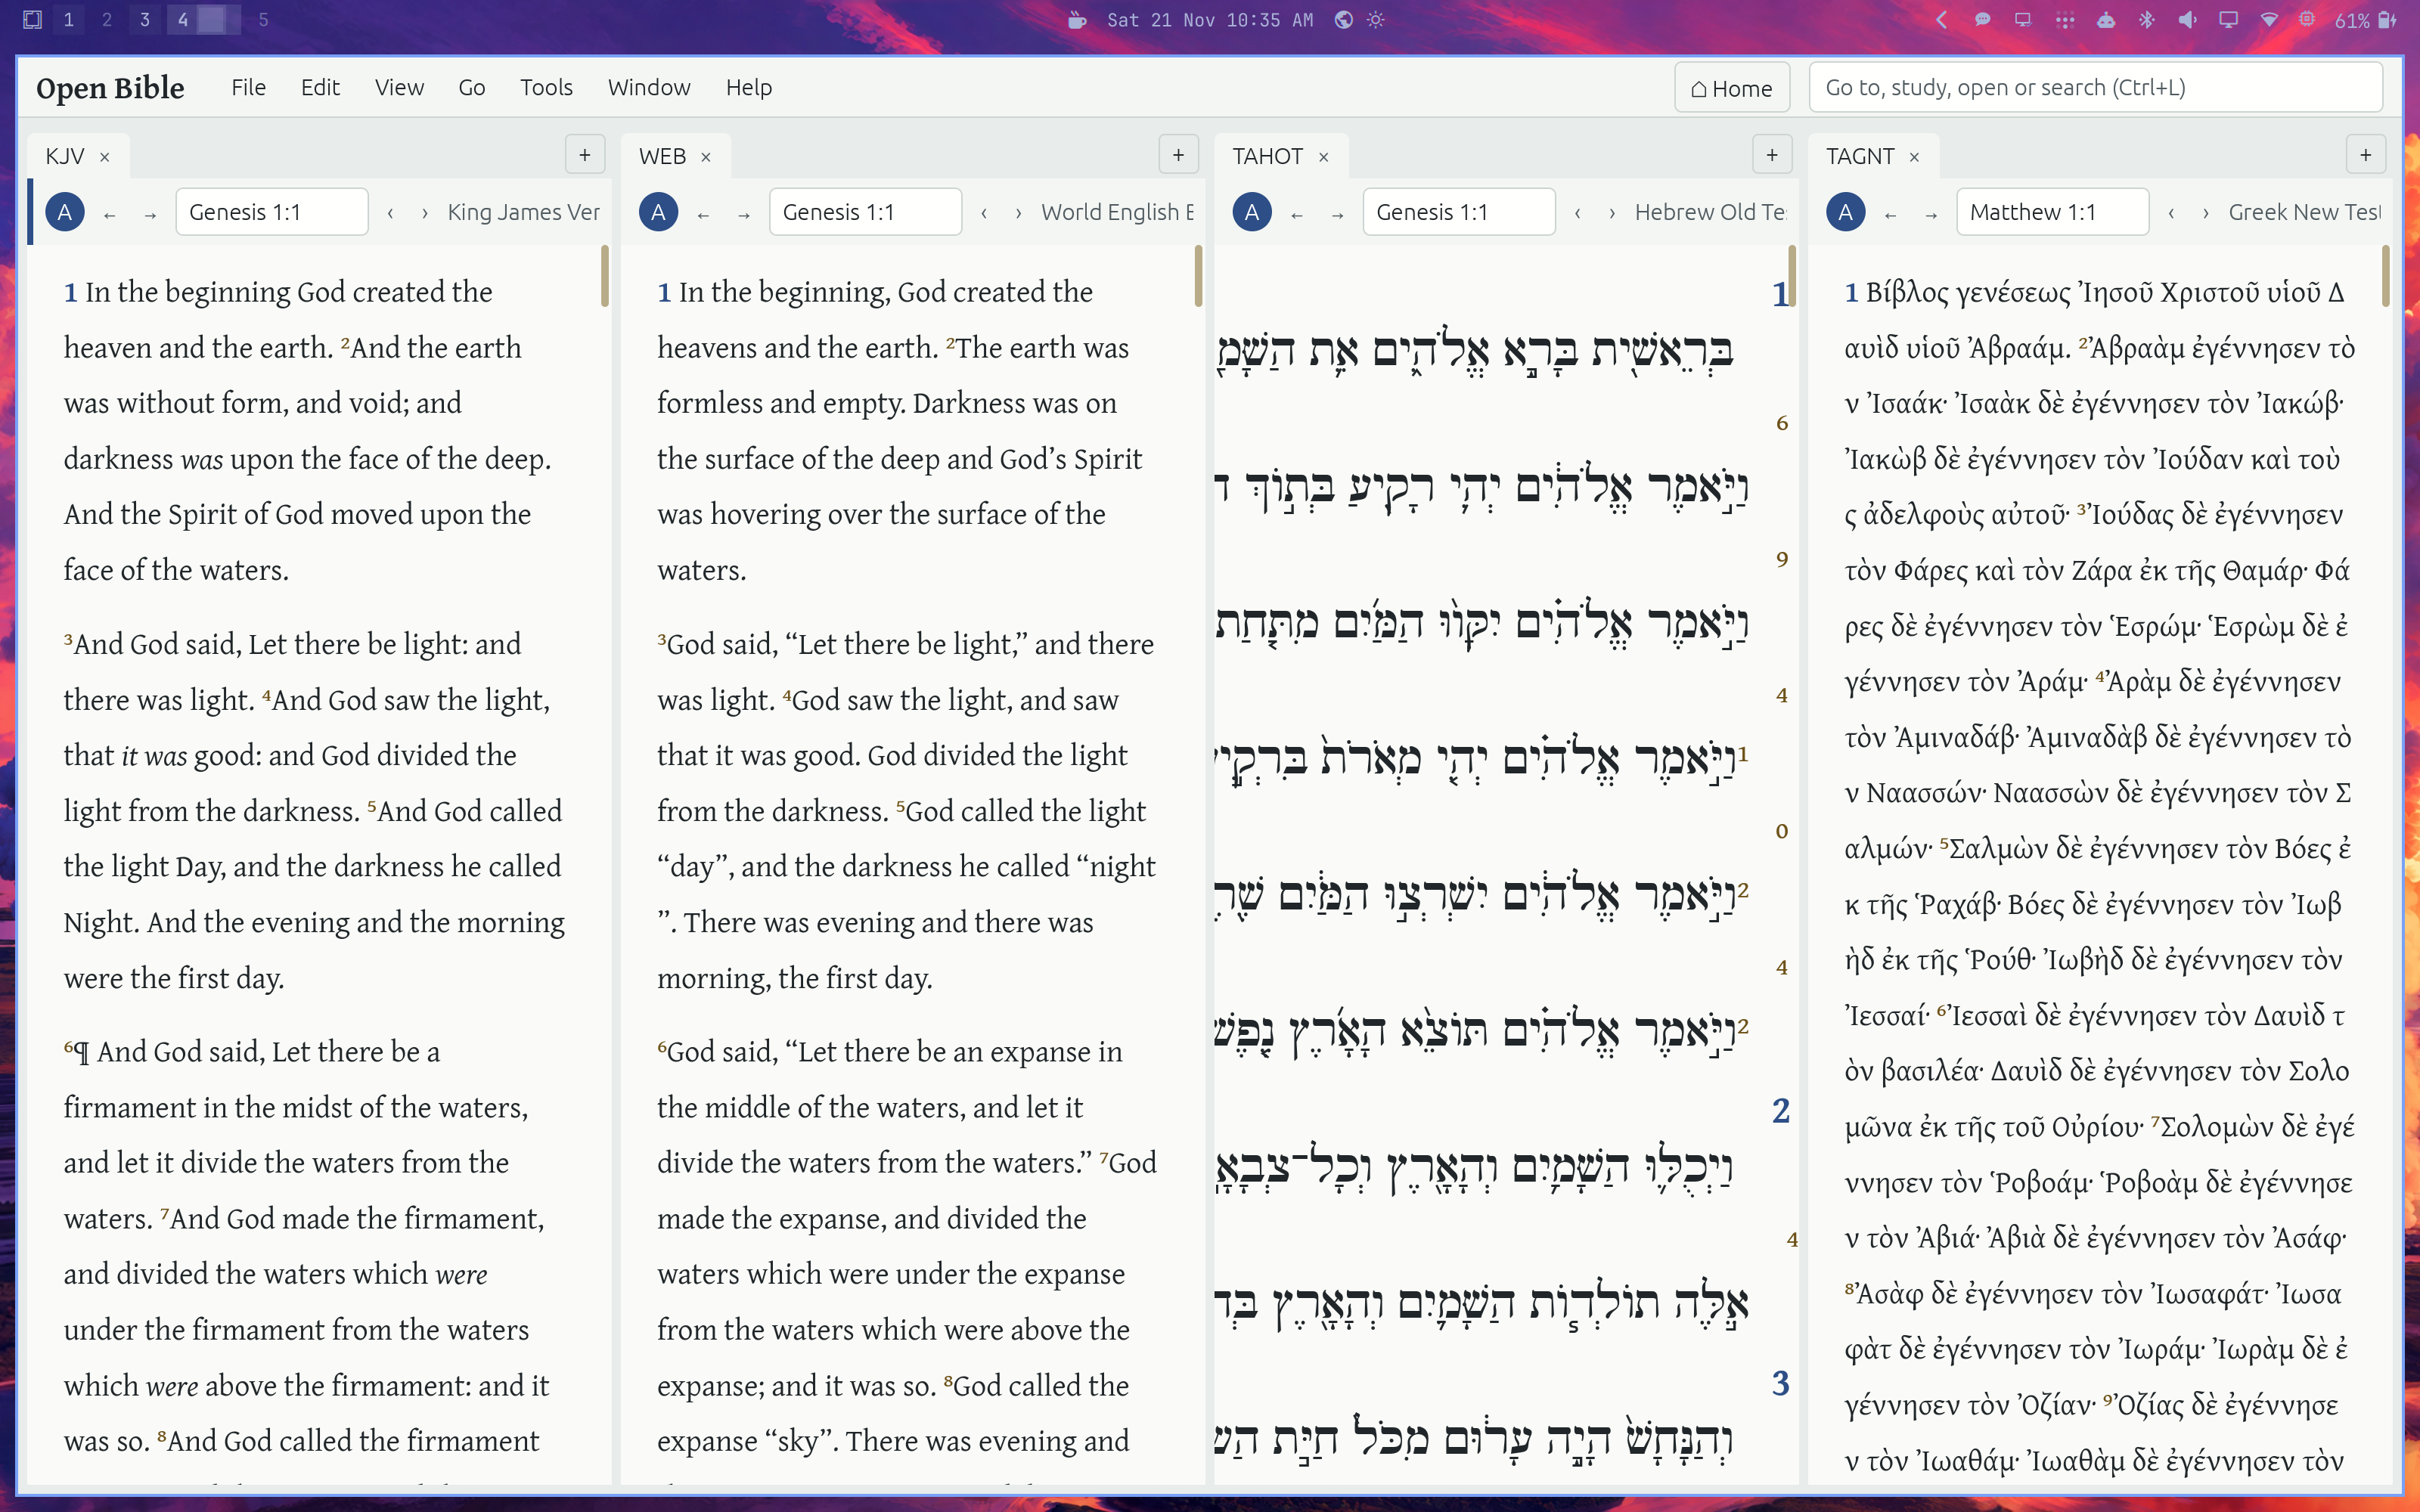 1 2 3 4 5
Sat 21 Nov 10:35 AM
61%
Open Bible File Edit View Go Tools Window Help
Home Go to, study, open or search (Ctrl+L)
KJV × +
A ← → Genesis 1:1 ‹ › King James Ver
1 In the beginning God created the
heaven and the earth. 2And the earth
was without form, and void; and
darkness was upon the face of the deep.
And the Spirit of God moved upon the
face of the waters.
3And God said, Let there be light: and
there was light. 4And God saw the light,
that it was good: and God divided the
light from the darkness. 5And God called
the light Day, and the darkness he called
Night. And the evening and the morning
were the first day.
6¶ And God said, Let there be a
firmament in the midst of the waters,
and let it divide the waters from the
waters. 7And God made the firmament,
and divided the waters which were
under the firmament from the waters
which were above the firmament: and it
was so. 8And God called the firmament
WEB × +
A ← → Genesis 1:1 ‹ › World English B
1 In the beginning, God created the
heavens and the earth. 2The earth was
formless and empty. Darkness was on
the surface of the deep and God’s Spirit
was hovering over the surface of the
waters.
3God said, “Let there be light,” and there
was light. 4God saw the light, and saw
that it was good. God divided the light
from the darkness. 5God called the light
“day”, and the darkness he called “night
”. There was evening and there was
morning, the first day.
6God said, “Let there be an expanse in
the middle of the waters, and let it
divide the waters from the waters.” 7God
made the expanse, and divided the
waters which were under the expanse
from the waters which were above the
expanse; and it was so. 8God called the
expanse “sky”. There was evening and
TAHOT × +
A ← → Genesis 1:1 ‹ › Hebrew Old Te
1
בְּרֵאשִׁ֖ית בָּרָ֣א אֱלֹהִ֑ים אֵ֥ת הַשָּׁמַ
6
וַיֹּ֣אמֶר אֱלֹהִ֔ים יְהִ֥י רָקִ֖יעַ בְּת֣וֹךְ
9
וַיֹּ֣אמֶר אֱלֹהִ֗ים יִקָּו֨וּ הַמַּ֜יִם מִתַּ֤חַת
4
1וַיֹּ֣אמֶר אֱלֹהִ֗ים יְהִ֤י מְאֹרֹת֙ בִּרְקִ֣י
0
2וַיֹּ֣אמֶר אֱלֹהִ֔ים יִשְׁרְצ֣וּ הַמַּ֔יִם שֶׁ֖רֶ
4
2וַיֹּ֣אמֶר אֱלֹהִ֗ים תּוֹצֵ֨א הָאָ֜רֶץ נֶ֤פֶשׁ
2
וַיְכֻלּ֛וּ הַשָּׁמַ֥יִם וְהָאָ֖רֶץ וְכָל־צְבָאָֽ
4
אֵ֣לֶּה תוֹלְד֧וֹת הַשָּׁמַ֛יִם וְהָאָ֖רֶץ בְּ
3
וְהַנָּחָשׁ֙ הָיָ֣ה עָר֔וּם מִכֹּל֙ חַיַּ֣ת הַ
TAGNT × +
A ← → Matthew 1:1 ‹ › Greek New Test
1 Βίβλος γενέσεως Ἰησοῦ Χριστοῦ υἱοῦ Δ
αυὶδ υἱοῦ Ἀβραάμ. 2Ἀβραὰμ ἐγέννησεν τὸ
ν Ἰσαάκ· Ἰσαὰκ δὲ ἐγέννησεν τὸν Ἰακώβ·
Ἰακὼβ δὲ ἐγέννησεν τὸν Ἰούδαν καὶ τοὺ
ς ἀδελφοὺς αὐτοῦ· 3Ἰούδας δὲ ἐγέννησεν
τὸν Φάρες καὶ τὸν Ζάρα ἐκ τῆς Θαμάρ· Φά
ρες δὲ ἐγέννησεν τὸν Ἑσρώμ· Ἑσρὼμ δὲ ἐ
γέννησεν τὸν Ἀράμ· 4Ἀρὰμ δὲ ἐγέννησεν
τὸν Ἀμιναδάβ· Ἀμιναδὰβ δὲ ἐγέννησεν τὸ
ν Ναασσών· Ναασσὼν δὲ ἐγέννησεν τὸν Σ
αλμών· 5Σαλμὼν δὲ ἐγέννησεν τὸν Βόες ἐ
κ τῆς Ῥαχάβ· Βόες δὲ ἐγέννησεν τὸν Ἰωβ
ὴδ ἐκ τῆς Ῥούθ· Ἰωβὴδ δὲ ἐγέννησεν τὸν
Ἰεσσαί· 6Ἰεσσαὶ δὲ ἐγέννησεν τὸν Δαυὶδ τ
ὸν βασιλέα· Δαυὶδ δὲ ἐγέννησεν τὸν Σολο
μῶνα ἐκ τῆς τοῦ Οὐρίου· 7Σολομὼν δὲ ἐγέ
ννησεν τὸν Ῥοβοάμ· Ῥοβοὰμ δὲ ἐγέννησε
ν τὸν Ἀβιά· Ἀβιὰ δὲ ἐγέννησεν τὸν Ἀσάφ·
8Ἀσὰφ δὲ ἐγέννησεν τὸν Ἰωσαφάτ· Ἰωσα
φὰτ δὲ ἐγέννησεν τὸν Ἰωράμ· Ἰωρὰμ δὲ ἐ
γέννησεν τὸν Ὀζίαν· 9Ὀζίας δὲ ἐγέννησε
ν τὸν Ἰωαθάμ· Ἰωαθὰμ δὲ ἐγέννησεν τὸν